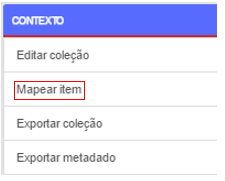 CONTEXTO
Editar coleção
Mapear item
Exportar coleção
Exportar metadado